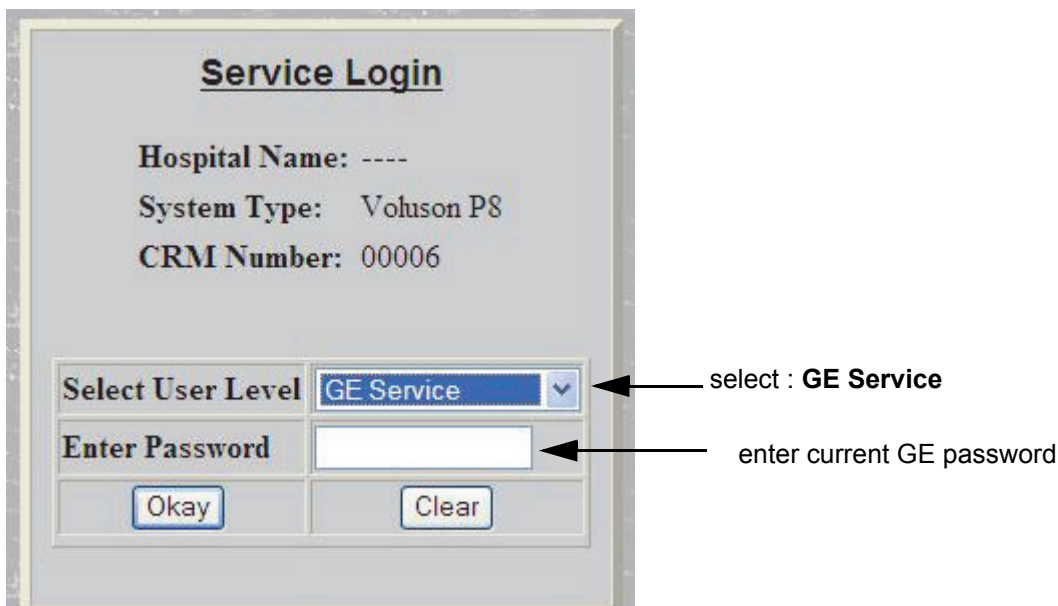 Service Login
Hospital Name: ----
System Type: Voluson P8
CRM Number: 00006
Select User Level GE Service
select : GE Service
Enter Password
enter current GE password
Okay Clear